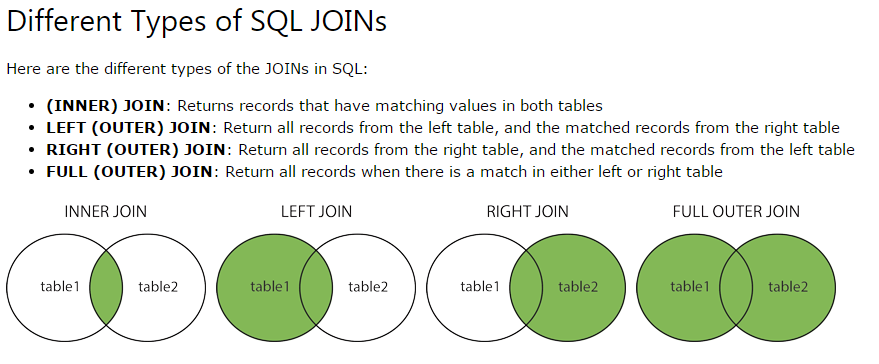 Different Types of SQL JOINs
Here are the different types of the JOINs in SQL:
• (INNER) JOIN: Returns records that have matching values in both tables
• LEFT (OUTER) JOIN: Return all records from the left table, and the matched records from the right table
• RIGHT (OUTER) JOIN: Return all records from the right table, and the matched records from the left table
• FULL (OUTER) JOIN: Return all records when there is a match in either left or right table
INNER JOIN LEFT JOIN RIGHT JOIN FULL OUTER JOIN
table1 table2 table1 table2 table1 table2 table1 table2